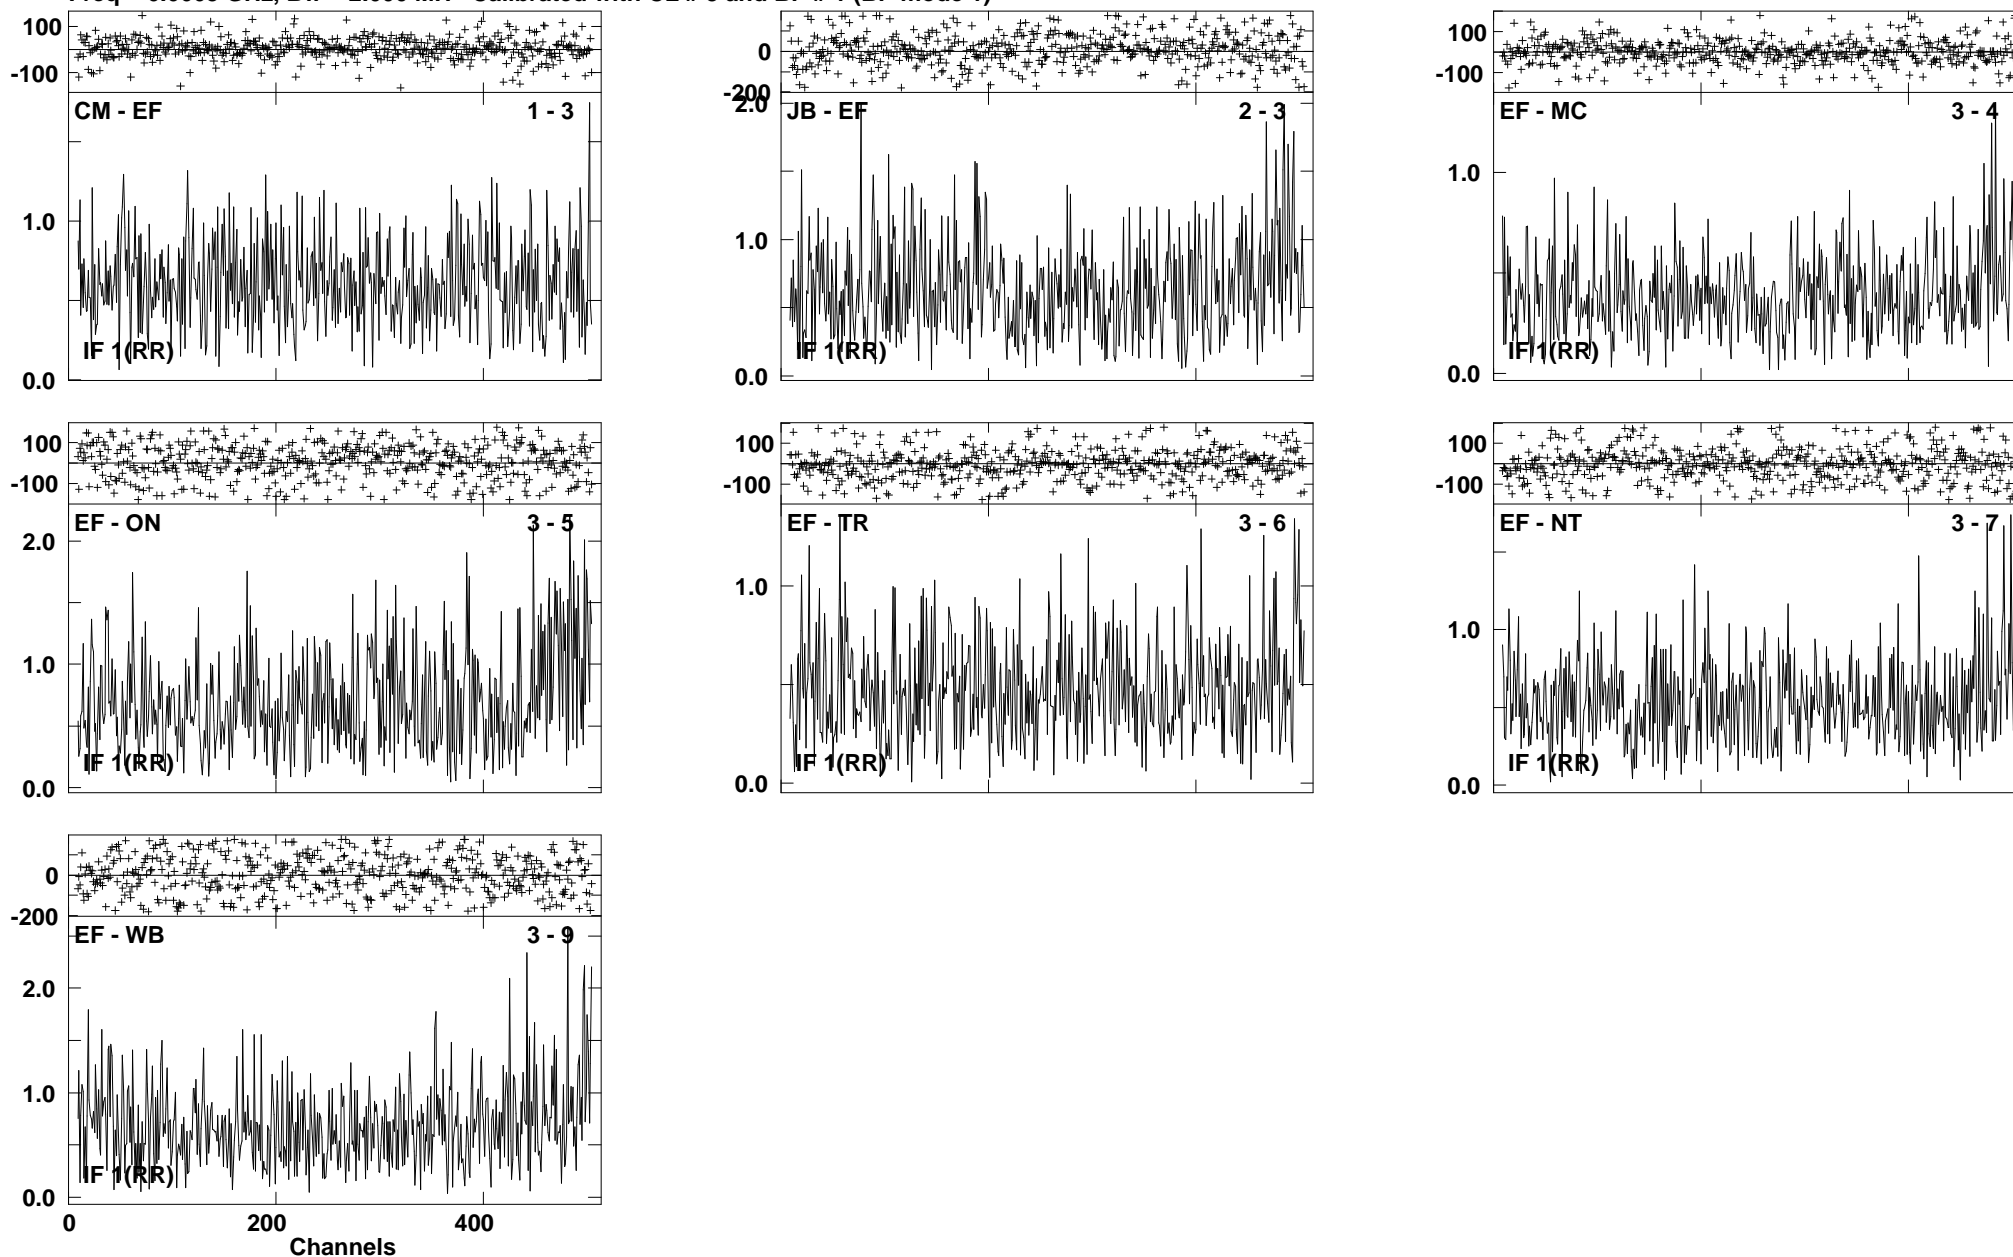 100
-100
CM - EF 1 - 3
1.0
IF 1(RR)
0.0
0
-200
2.0
JB - EF 2 - 3
1.0
IF 1(RR)
0.0
100
-100
EF - MC 3 - 4
1.0
IF 1(RR)
0.0
100
-100
EF - ON 3 - 5
2.0
1.0
IF 1(RR)
0.0
100
-100
EF - TR 3 - 6
1.0
IF 1(RR)
0.0
100
-100
EF - NT 3 - 7
1.0
IF 1(RR)
0.0
0
-200
EF - WB 3 - 9
2.0
1.0
IF 1(RR)
0.0
0 200 400
Channels